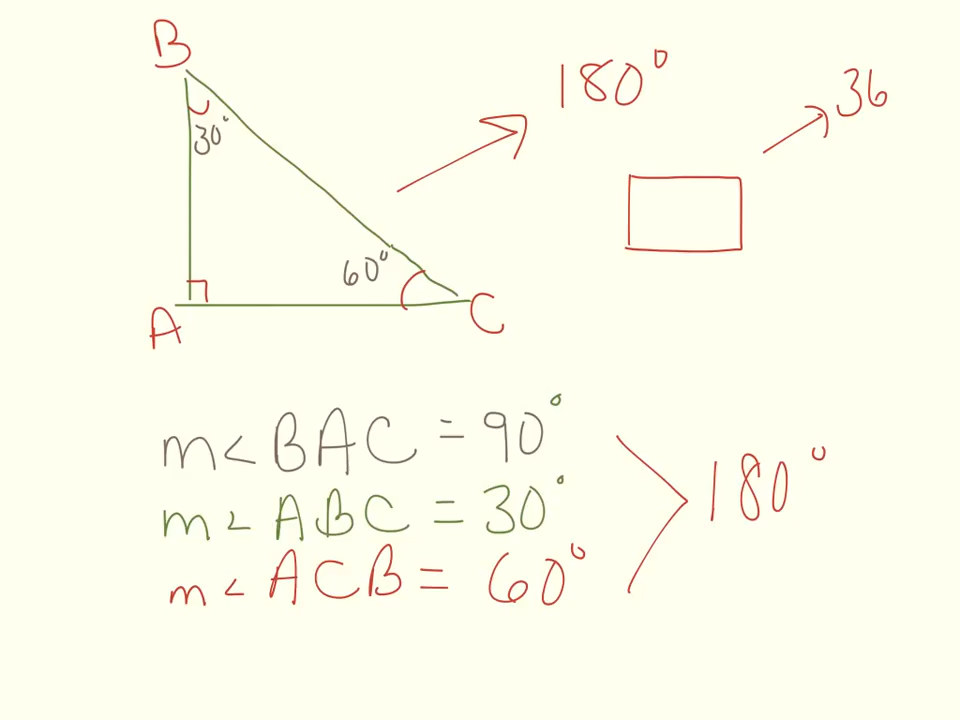 B
180°
36
30°
60°
A
C
m<BAC = 90°
m<ABC = 30°
m<ACB = 60°
180°